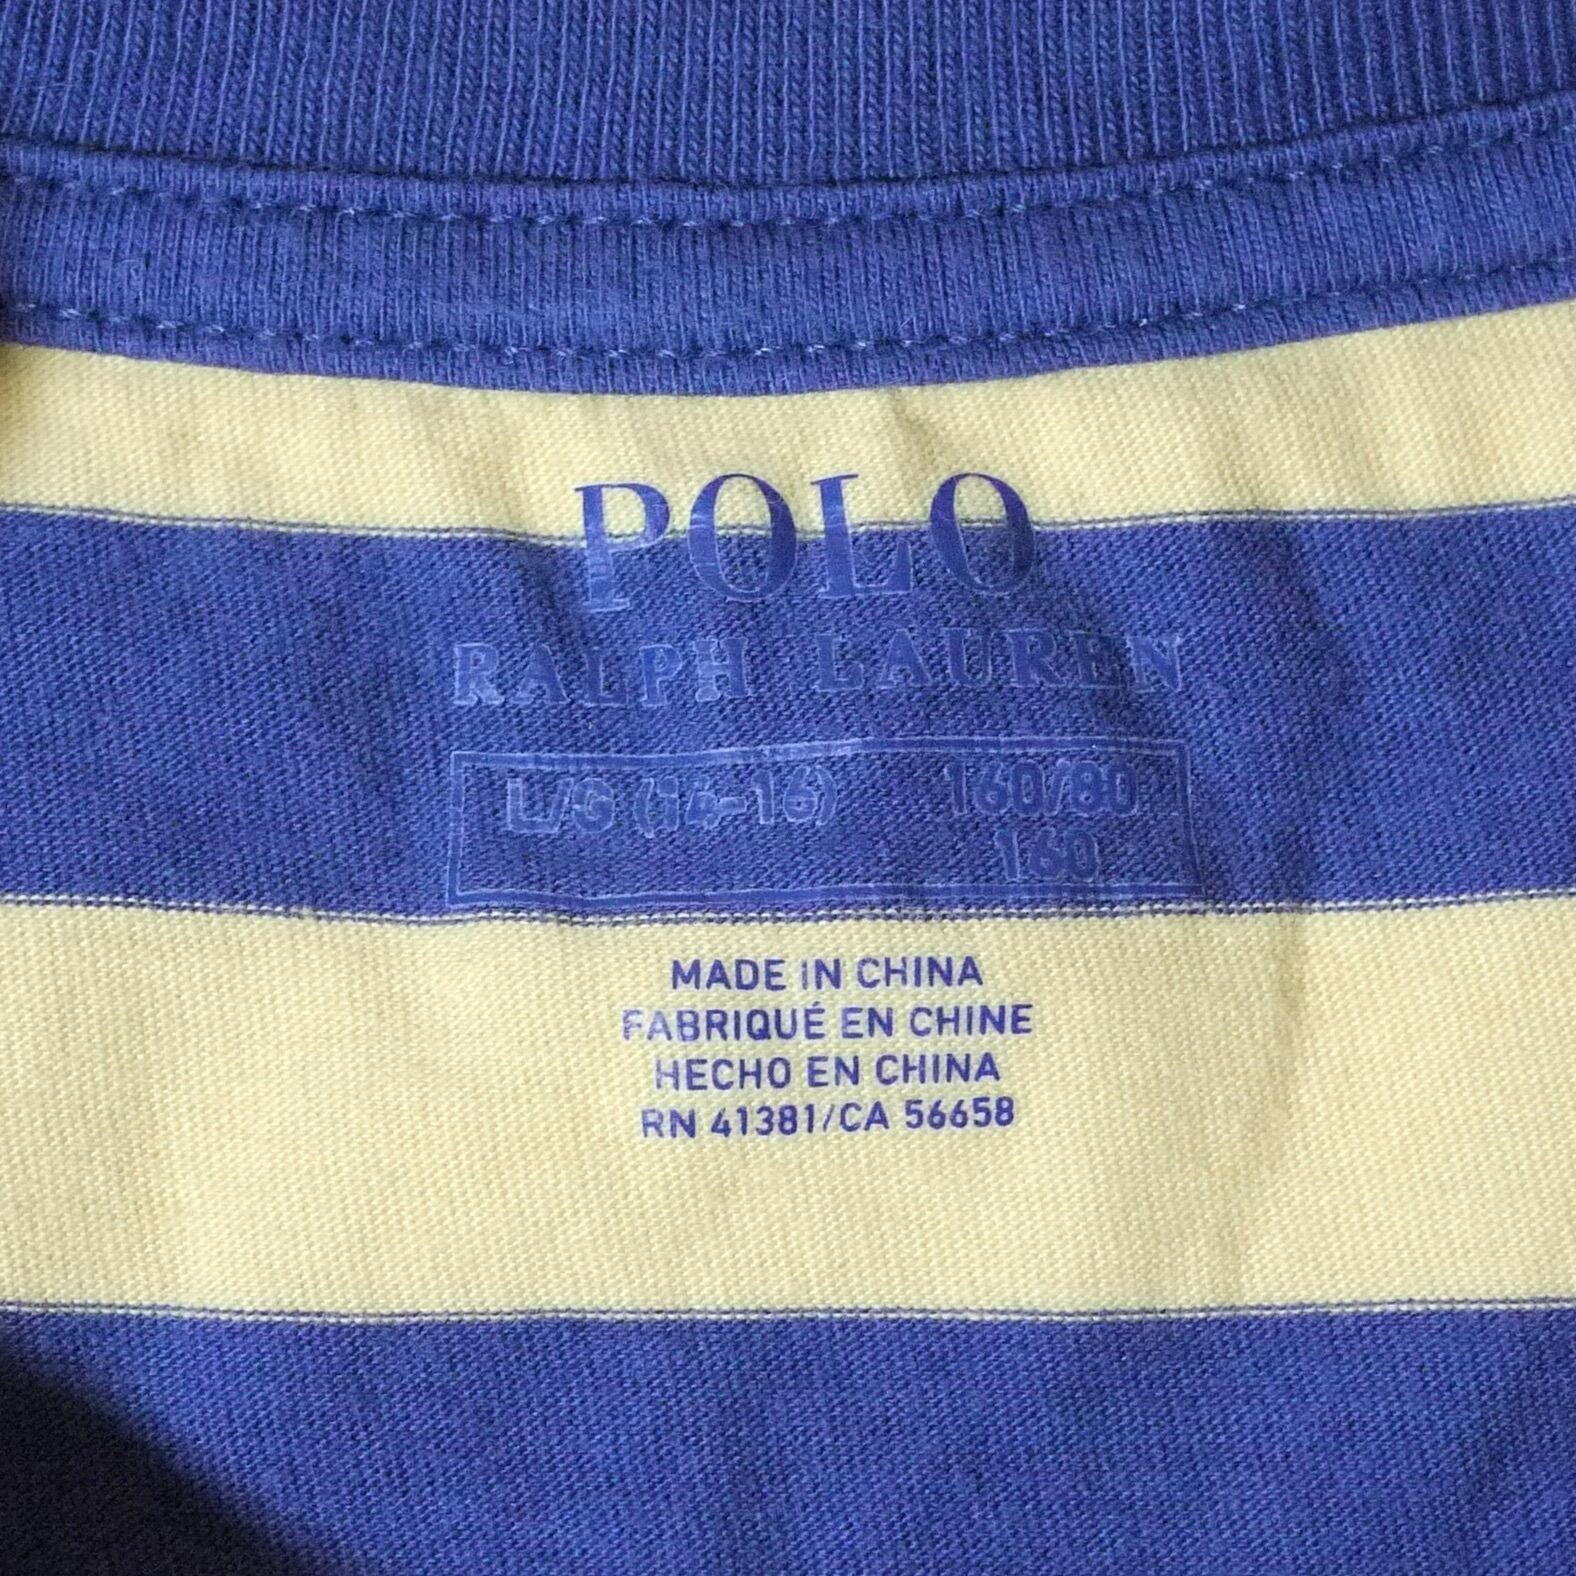 POLO
RALPH LAUREN
L/G (14-16) 160/80
160
MADE IN CHINA
FABRIQUÉ EN CHINE
HECHO EN CHINA
RN 41381/CA 56658